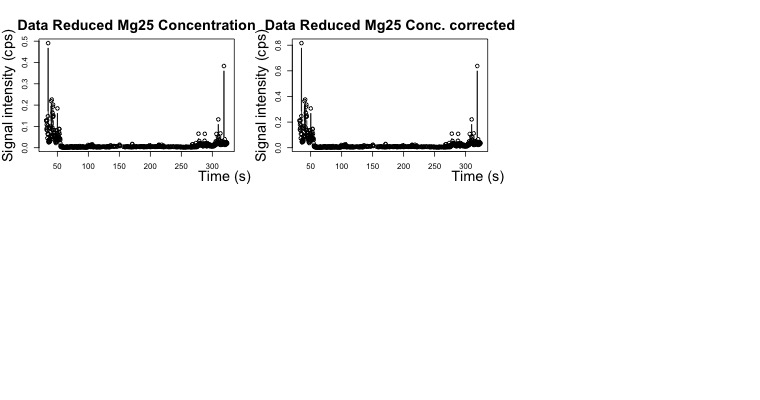 Data Reduced Mg25 Concentration
Signal intensity (cps)
0.0 0.1 0.2 0.3 0.4 0.5
50 100 150 200 250 300
Time (s)
Data Reduced Mg25 Conc. corrected
Signal intensity (cps)
0.0 0.2 0.4 0.6 0.8
50 100 150 200 250 300
Time (s)